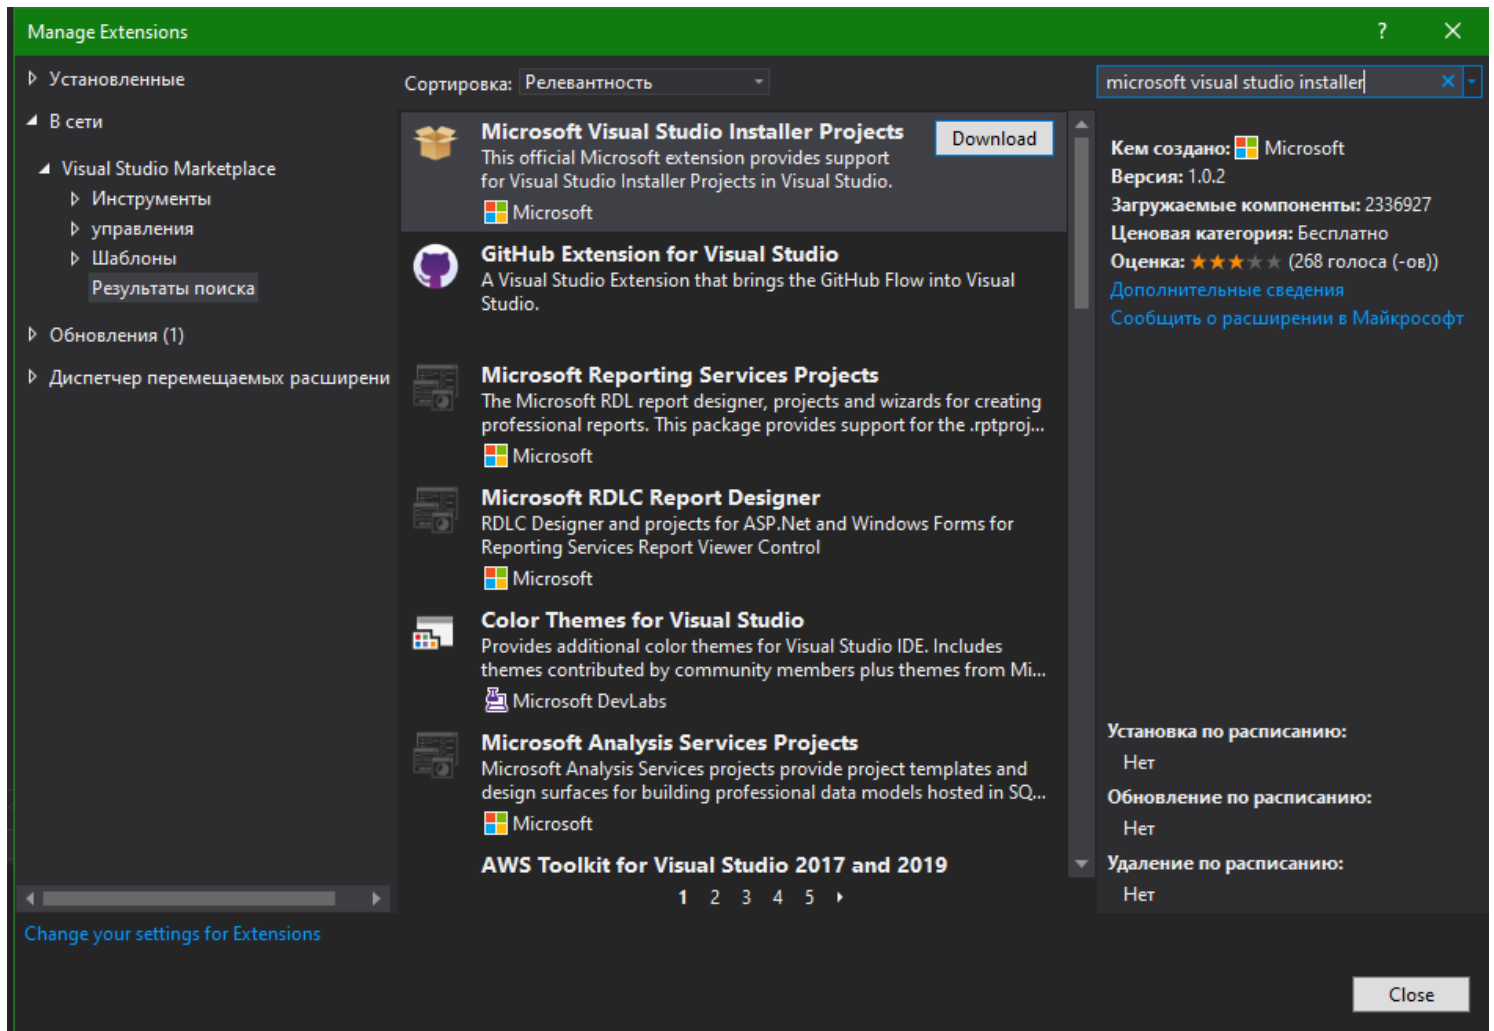 Manage Extensions
?
Установленные
В сети
Visual Studio Marketplace
Инструменты
управления
Шаблоны
Результаты поиска
Обновления (1)
Диспетчер перемещаемых расширени
Change your settings for Extensions
Сортировка: Релевантность
Microsoft Visual Studio Installer Projects
Download
This official Microsoft extension provides support
for Visual Studio Installer Projects in Visual Studio.
Microsoft
GitHub Extension for Visual Studio
A Visual Studio Extension that brings the GitHub Flow into Visual
Studio.
Microsoft Reporting Services Projects
The Microsoft RDL report designer, projects and wizards for creating
professional reports. This package provides support for the .rptproj...
Microsoft
Microsoft RDLC Report Designer
RDLC Designer and projects for ASP.Net and Windows Forms for
Reporting Services Report Viewer Control
Microsoft
Color Themes for Visual Studio
Provides additional color themes for Visual Studio IDE. Includes
themes contributed by community members plus themes from Mi...
Microsoft DevLabs
Microsoft Analysis Services Projects
Microsoft Analysis Services projects provide project templates and
design surfaces for building professional data models hosted in SQ...
Microsoft
AWS Toolkit for Visual Studio 2017 and 2019
1 2 3 4 5
microsoft visual studio installer
Кем создано: Microsoft
Версия: 1.0.2
Загружаемые компоненты: 2336927
Ценовая категория: Бесплатно
Оценка: (268 голоса (-ов))
Дополнительные сведения
Сообщить о расширении в Майкрософт
Установка по расписанию:
Нет
Обновление по расписанию:
Нет
Удаление по расписанию:
Нет
Close